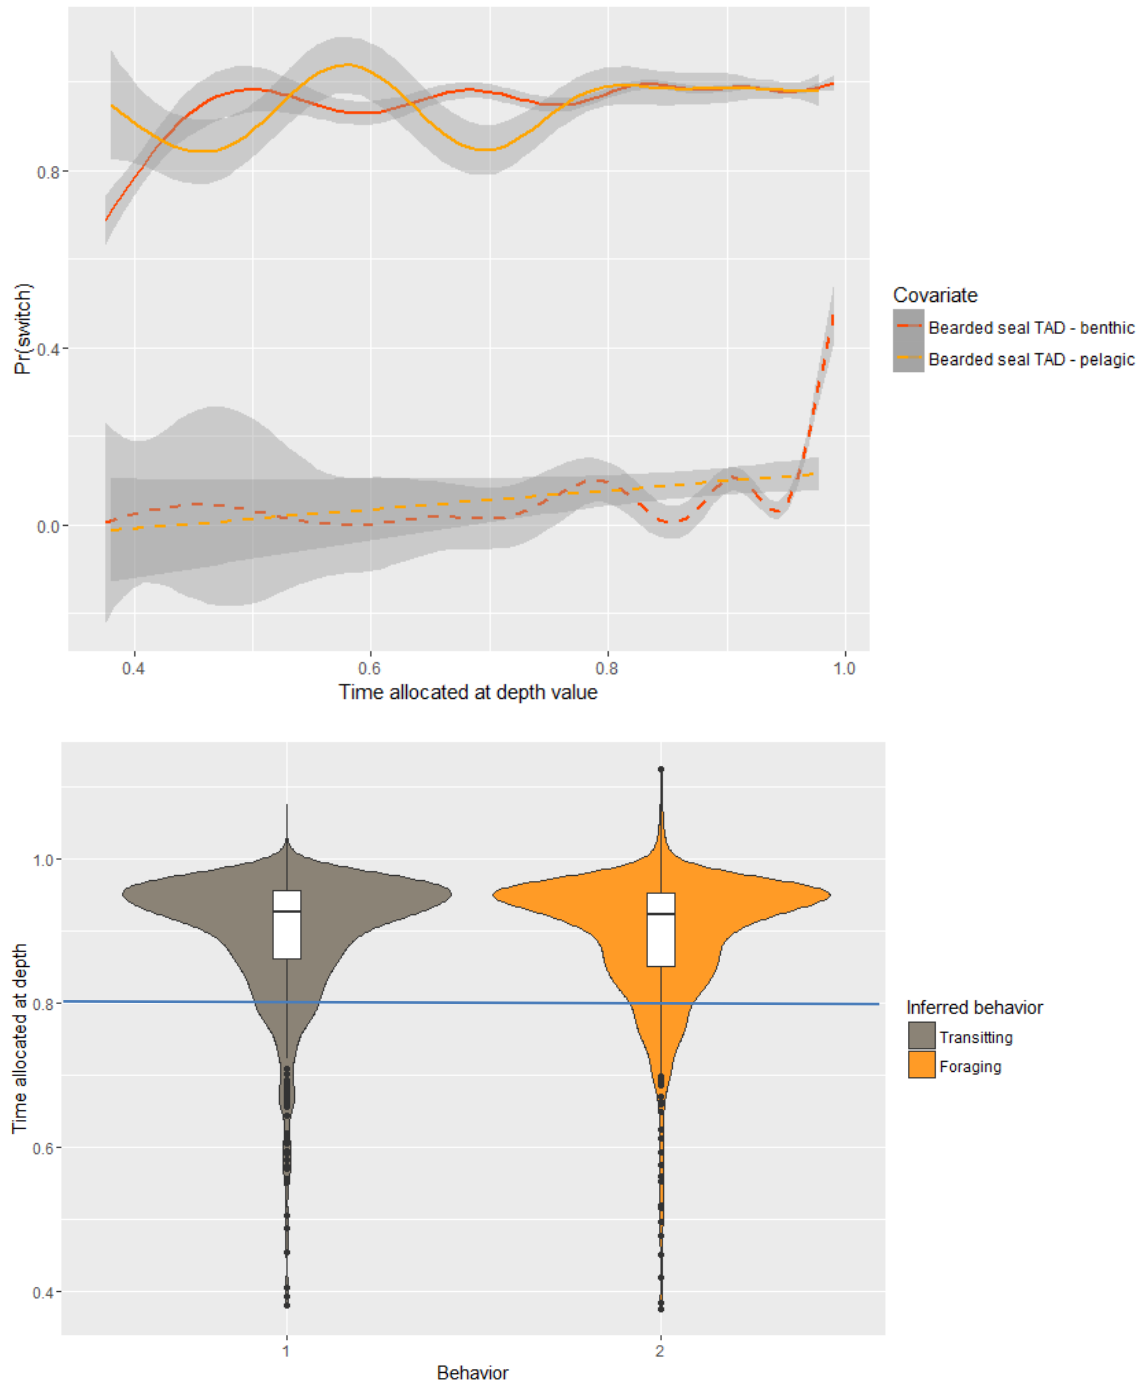 0.8
0.4
0.0
Pr(switch)
0.4 0.6 0.8 1.0
Time allocated at depth value
Covariate
Bearded seal TAD - benthic
Bearded seal TAD - pelagic
1.0
0.8
0.6
0.4
Time allocated at depth
1 2
Behavior
Inferred behavior
Transitting
Foraging